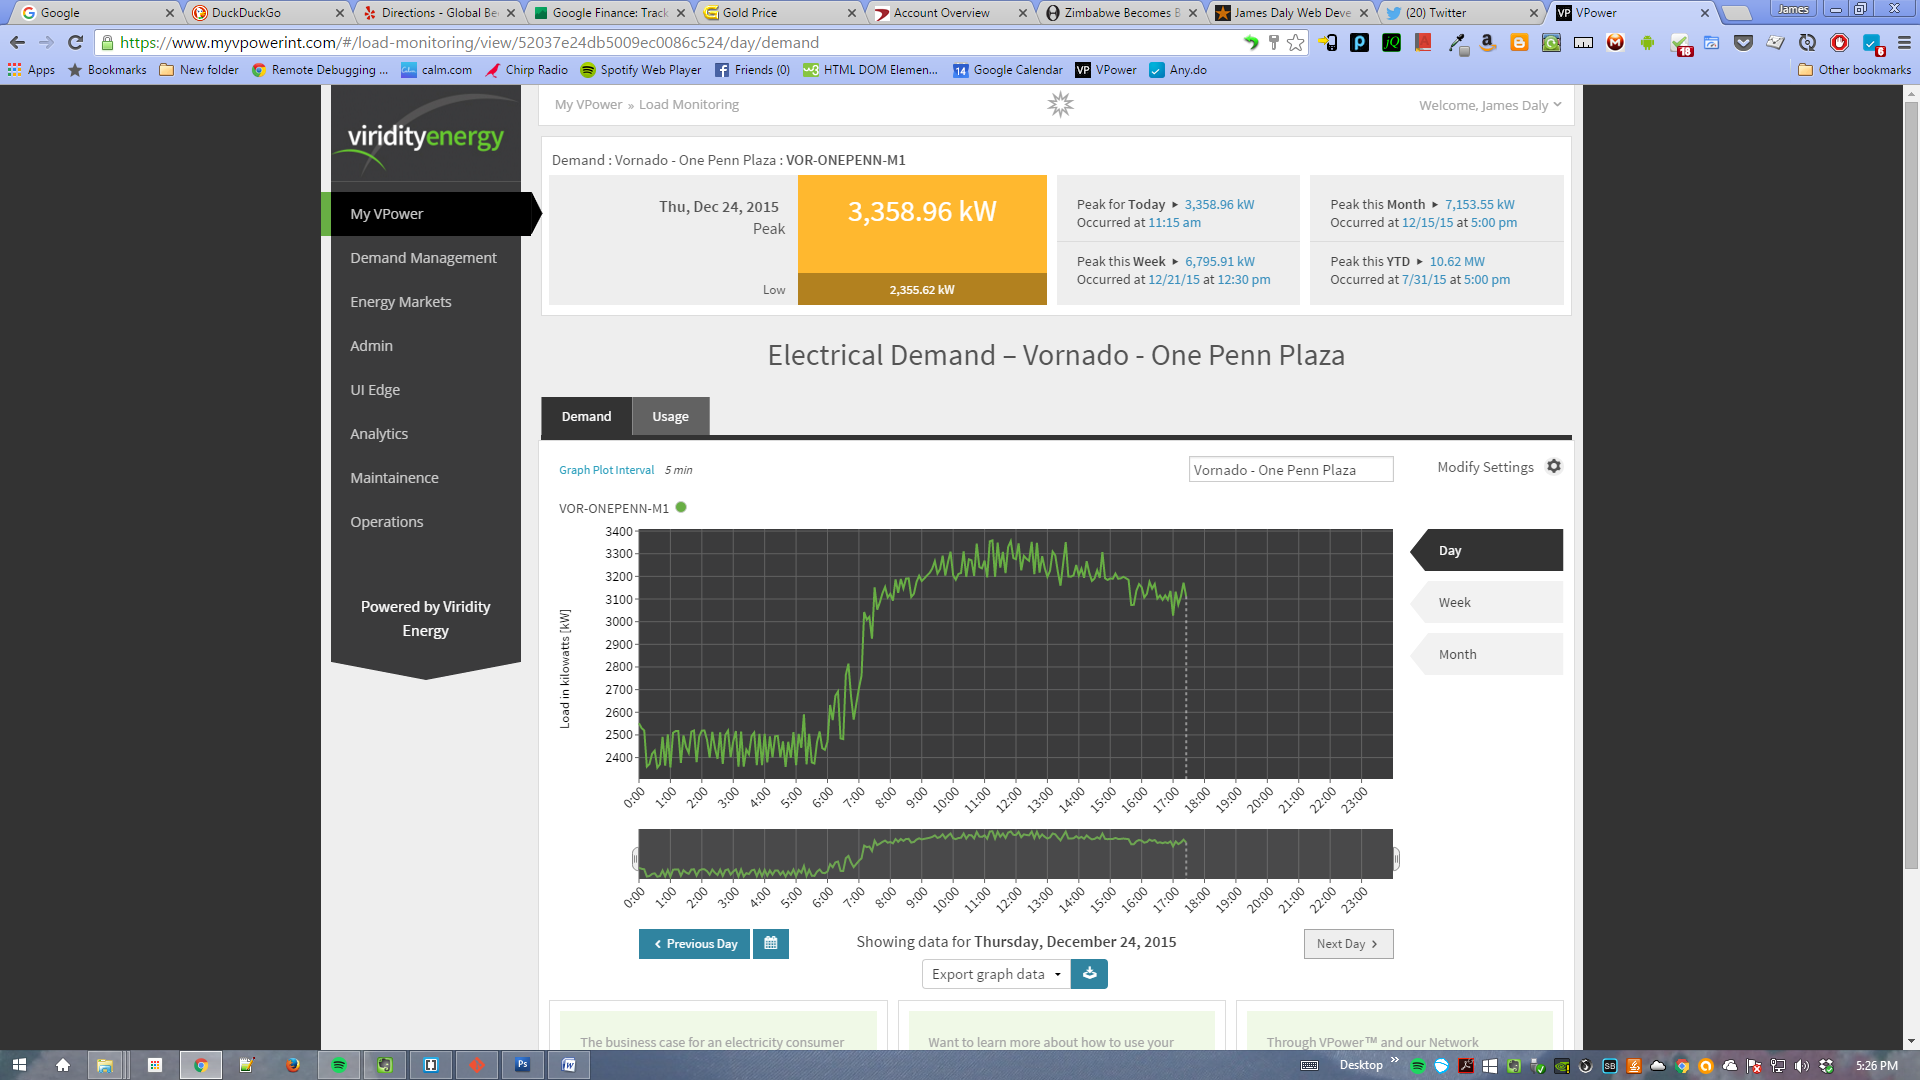 Google
DuckDuckGo
Directions - Global Be
Google Finance: Track
Gold Price
Account Overview
Zimbabwe Becomes B
James Daly Web Deve
(20) Twitter
VPower
James
https://www.myvpowerint.com/#/load-monitoring/view/52037e24db5009ec0086c524/day/demand
18
6
Apps
Bookmarks
New folder
Remote Debugging ...
calm.com
Chirp Radio
Spotify Web Player
Friends (0)
HTML DOM Elemen...
Google Calendar
VPower
Any.do
Other bookmarks
viridityenergy
My VPower » Load Monitoring
Welcome, James Daly
Demand : Vornado - One Penn Plaza : VOR-ONEPENN-M1
Thu, Dec 24, 2015
Peak
3,358.96 kW
Low
2,355.62 kW
Peak for Today ▸ 3,358.96 kW
Occurred at 11:15 am
Peak this Week ▸ 6,795.91 kW
Occurred at 12/21/15 at 12:30 pm
Peak this Month ▸ 7,153.55 kW
Occurred at 12/15/15 at 5:00 pm
Peak this YTD ▸ 10.62 MW
Occurred at 7/31/15 at 5:00 pm
My VPower
Demand Management
Energy Markets
Admin
UI Edge
Analytics
Maintainence
Operations
Powered by Viridity
Energy
Electrical Demand – Vornado - One Penn Plaza
Demand
Usage
Graph Plot Interval 5 min
Vornado - One Penn Plaza
Modify Settings
VOR-ONEPENN-M1
Load in kilowatts [kW]
3400
3300
3200
3100
3000
2900
2800
2700
2600
2500
2400
0:00 1:00 2:00 3:00 4:00 5:00 6:00 7:00 8:00 9:00 10:00 11:00 12:00 13:00 14:00 15:00 16:00 17:00 18:00 19:00 20:00 21:00 22:00 23:00
Day
Week
Month
0:00 1:00 2:00 3:00 4:00 5:00 6:00 7:00 8:00 9:00 10:00 11:00 12:00 13:00 14:00 15:00 16:00 17:00 18:00 19:00 20:00 21:00 22:00 23:00
Previous Day
Showing data for Thursday, December 24, 2015
Next Day
Export graph data
The business case for an electricity consumer
Want to learn more about how to use your
Through VPower™ and our Network
Desktop
5:26 PM